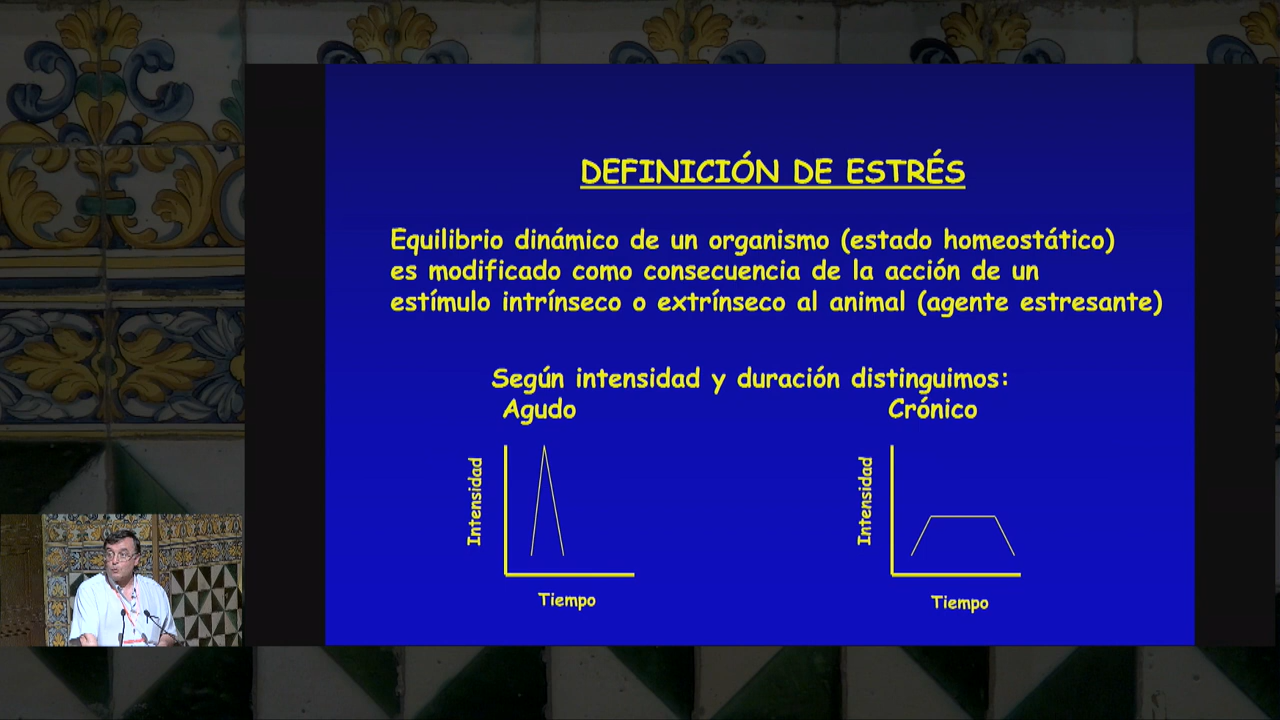 DEFINICIÓN DE ESTRÉS
Equilibrio dinámico de un organismo (estado homeostático)
es modificado como consecuencia de la acción de un
estímulo intrínseco o extrínseco al animal (agente estresante)
Según intensidad y duración distinguimos:
Agudo
Crónico
Intensidad
Tiempo
Intensidad
Tiempo